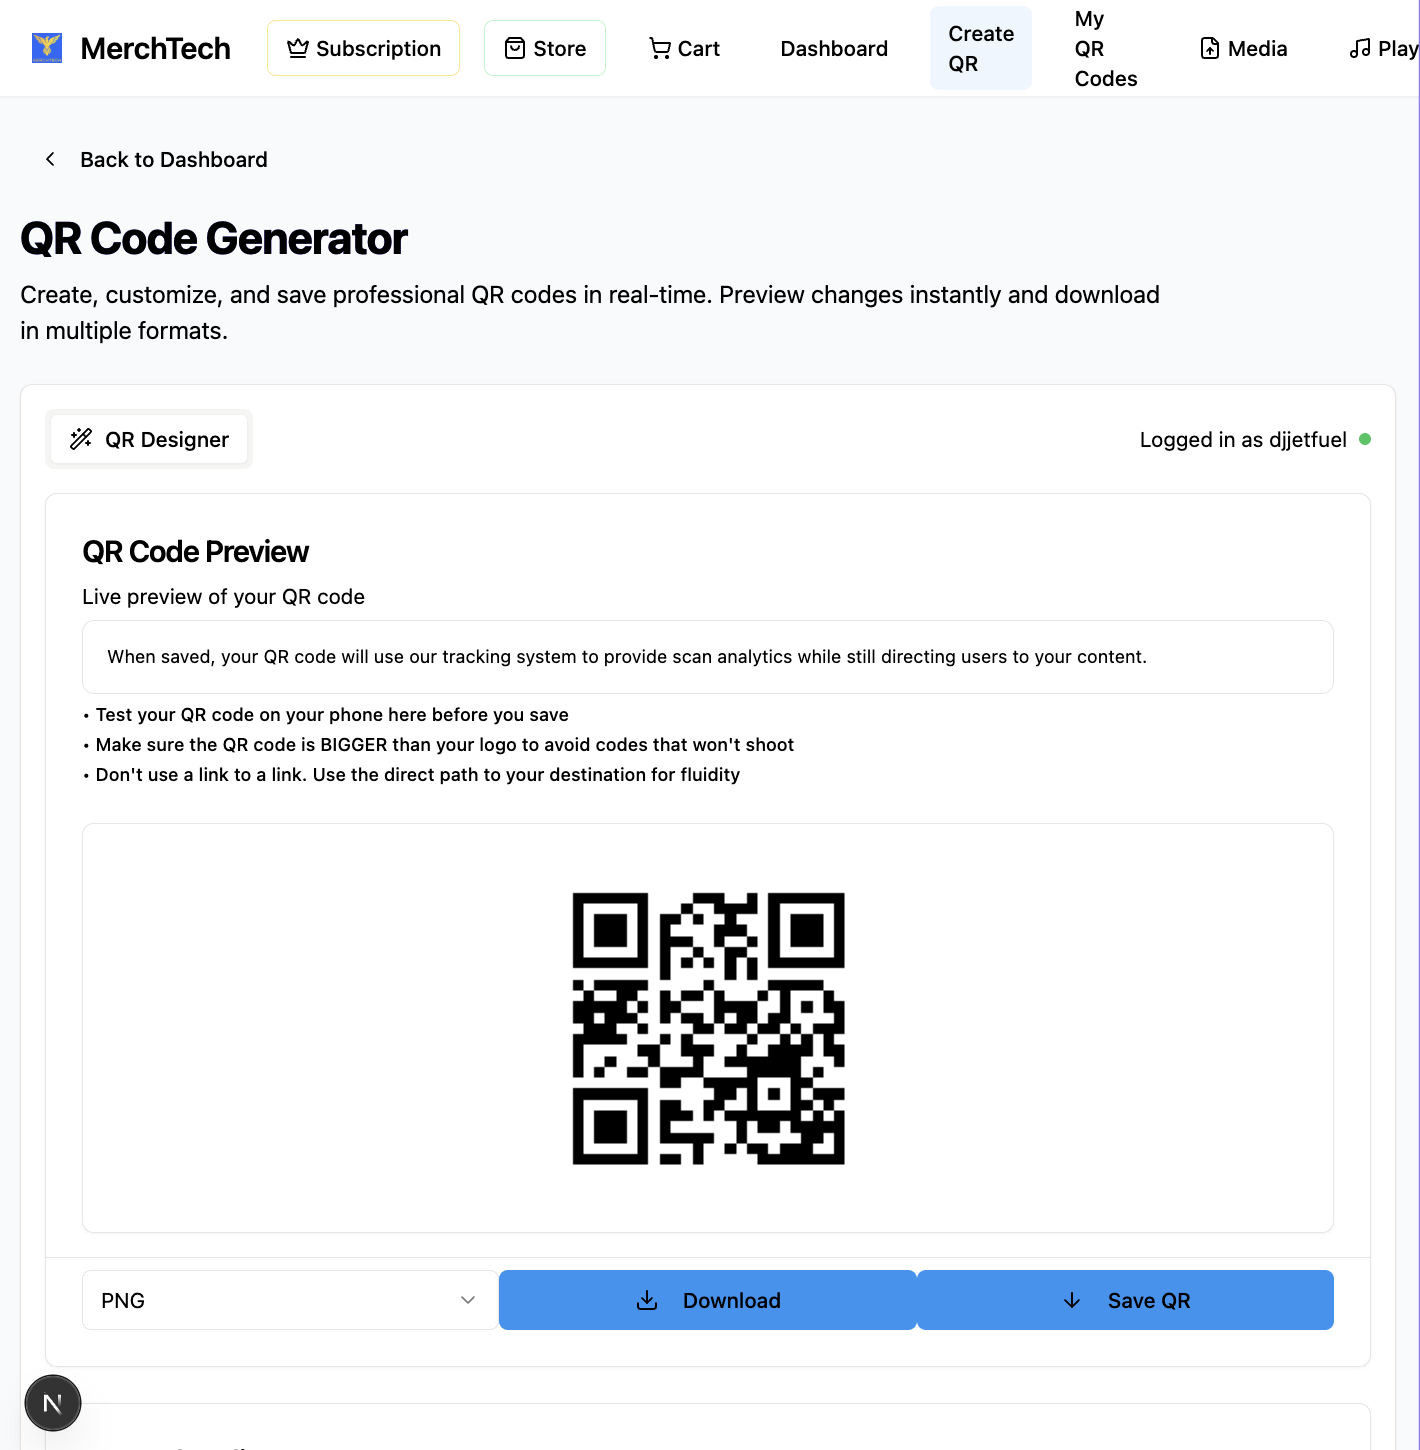 MerchTech
Subscription
Store
Cart
Dashboard
Create
QR
My
QR
Codes
Media
Play
Back to Dashboard
QR Code Generator
Create, customize, and save professional QR codes in real-time. Preview changes instantly and download
in multiple formats.
QR Designer
Logged in as djjetfuel
QR Code Preview
Live preview of your QR code
When saved, your QR code will use our tracking system to provide scan analytics while still directing users to your content.
• Test your QR code on your phone here before you save
• Make sure the QR code is BIGGER than your logo to avoid codes that won't shoot
• Don't use a link to a link. Use the direct path to your destination for fluidity
PNG
Download
Save QR
N